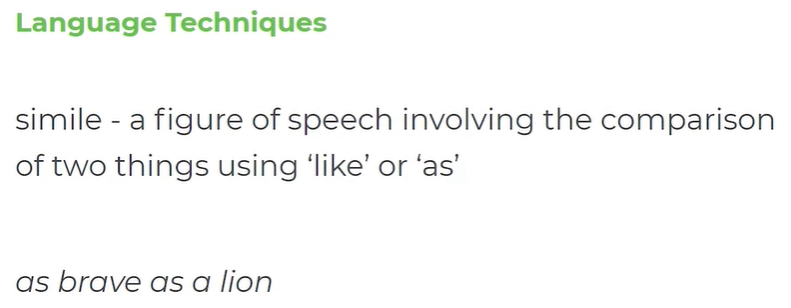 Language Techniques
simile - a figure of speech involving the comparison
of two things using ‘like’ or ‘as’
as brave as a lion